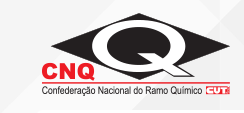 Q
CNQ
Confederação Nacional do Ramo Químico CUT